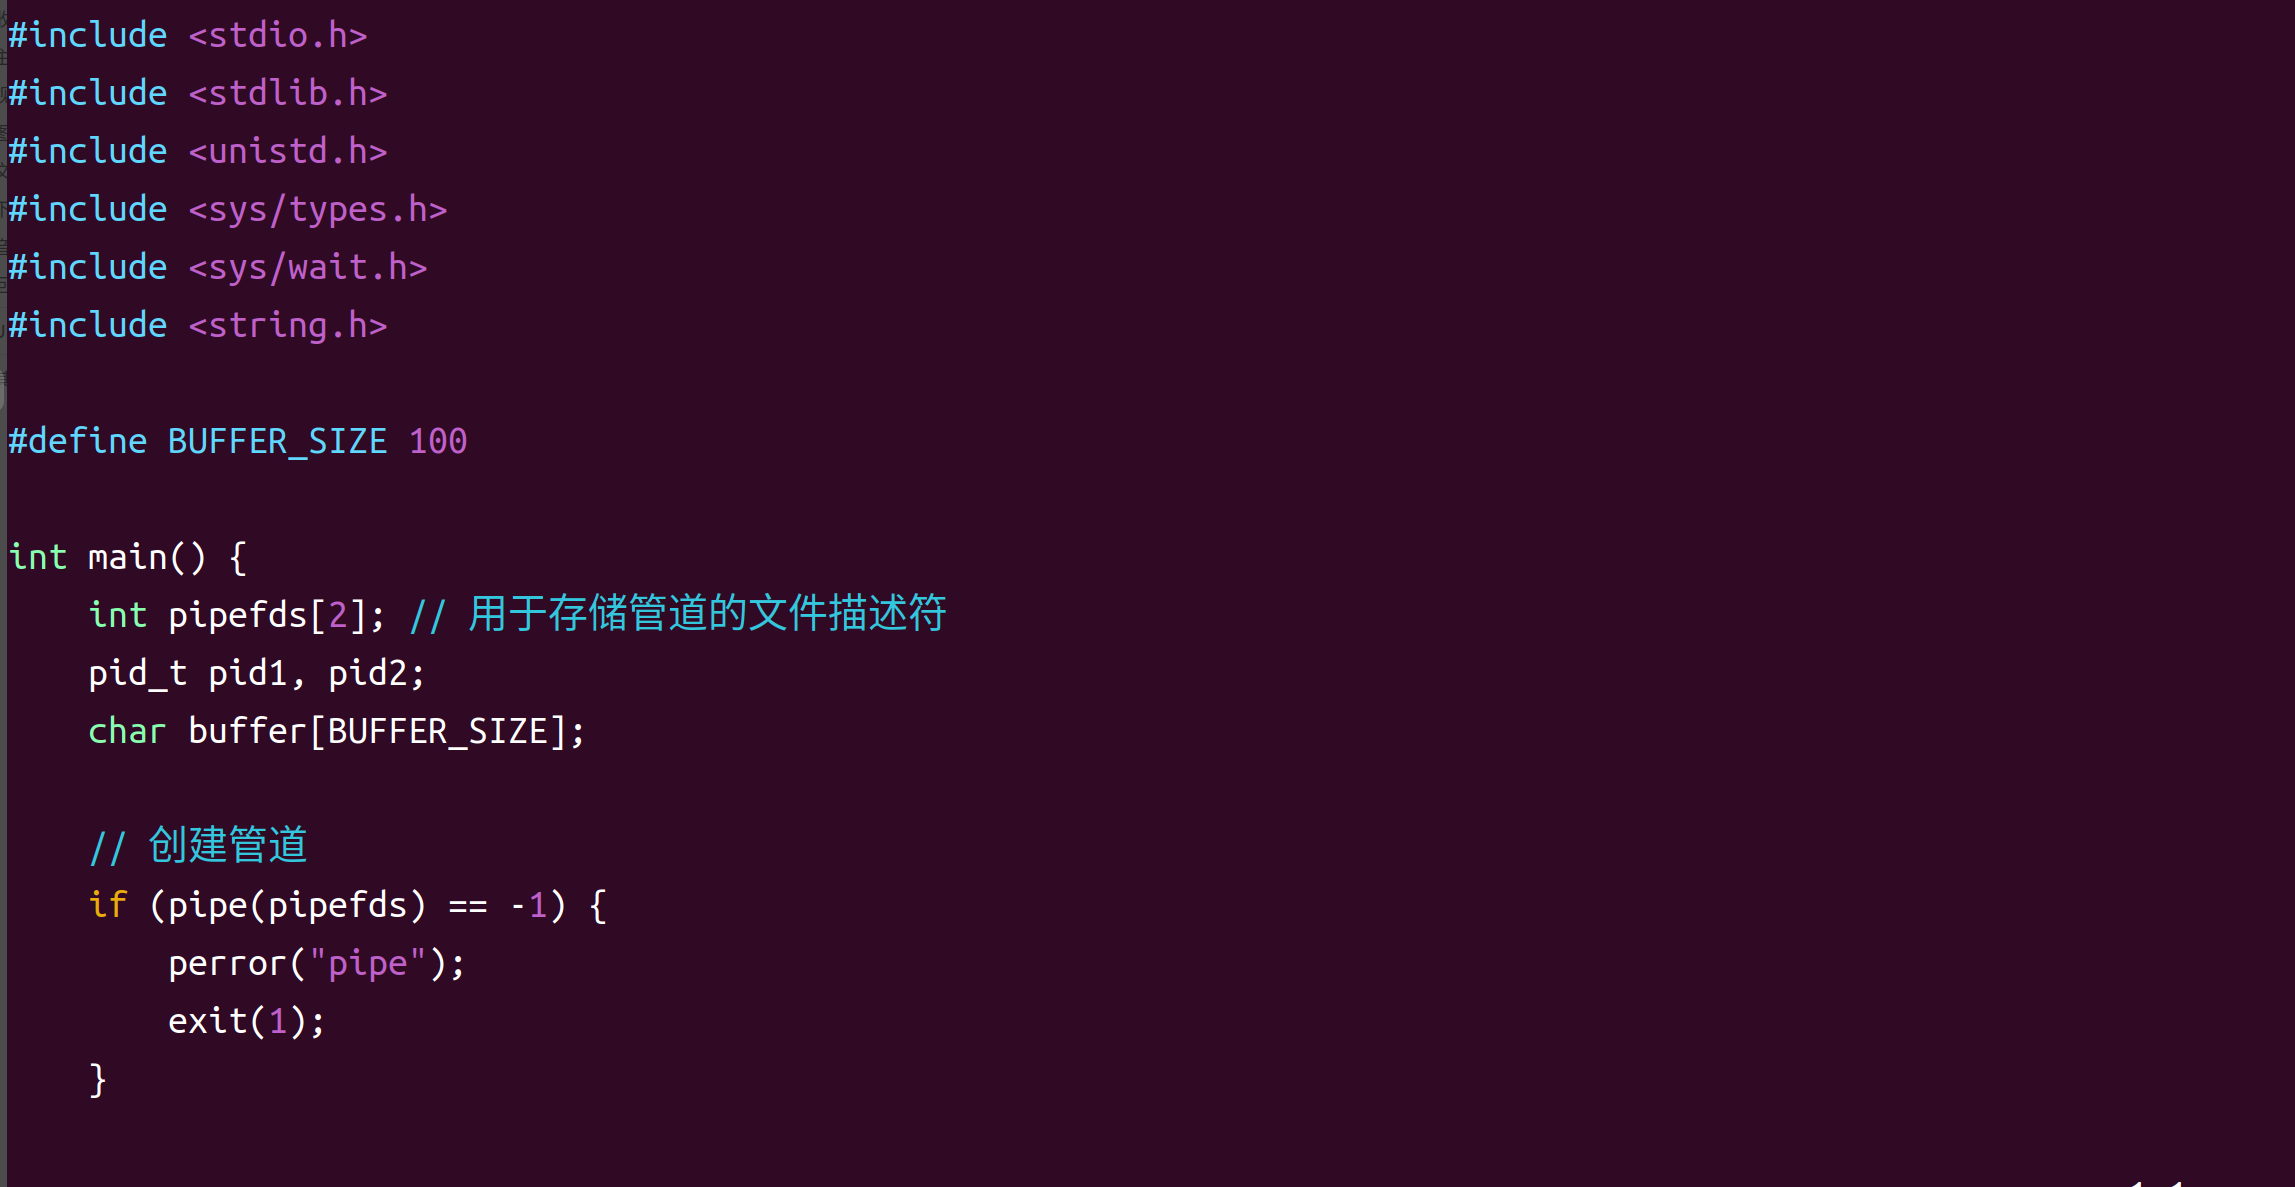 #include <stdio.h>
#include <stdlib.h>
#include <unistd.h>
#include <sys/types.h>
#include <sys/wait.h>
#include <string.h>
#define BUFFER_SIZE 100
int main() {
    int pipefds[2]; // 用于存储管道的文件描述符
    pid_t pid1, pid2;
    char buffer[BUFFER_SIZE];
    // 创建管道
    if (pipe(pipefds) == -1) {
        perror("pipe");
        exit(1);
    }